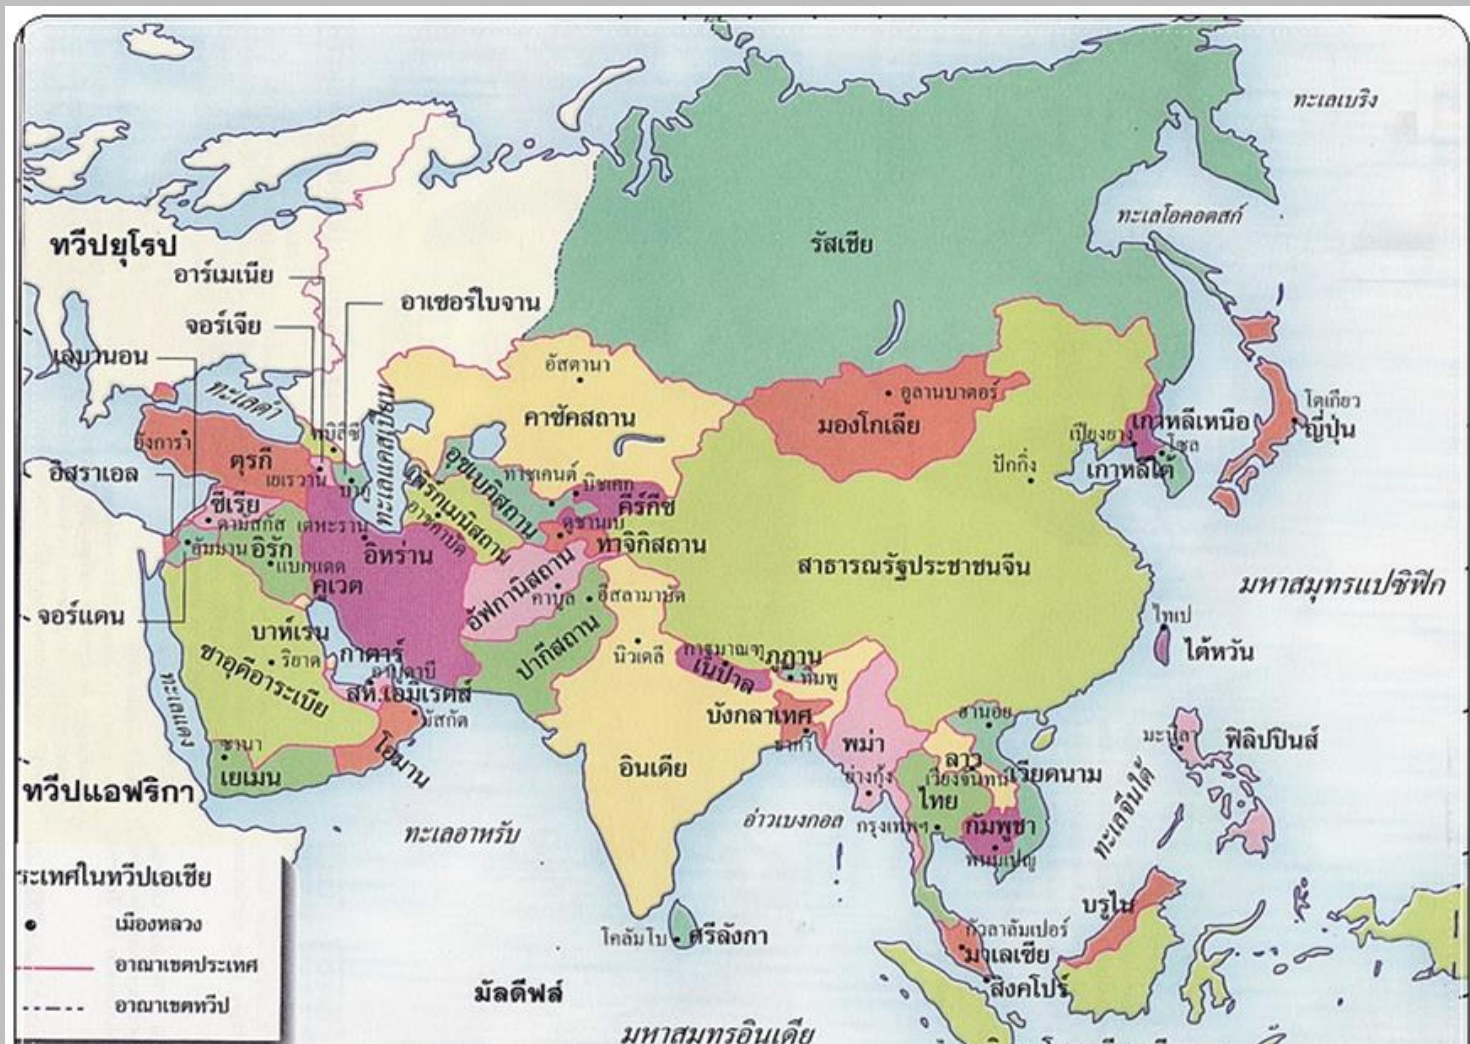 ทะเลเบริง
ทะเลโอคอตสก์
รัสเซีย
ทวีปยุโรป
อาร์เมเนีย
อาเซอร์ไบจาน
จอร์เจีย
เลบานอน
ทะเลดำ
ทะเลแคสเปียน
อัสตานา
คาซัคสถาน
อูลานบาตอร์
มองโกเลีย
โตเกียว
ญี่ปุ่น
เกาหลีเหนือ
เปียงยาง
โซล
เกาหลีใต้
ปักกิ่ง
อังการา
ตุรกี
ทบิลิซี
เยเรวาน
บากู
อิสราเอล
ซีเรีย
ดามัสกัส
อัมมาน
อิรัก
แบกแดด
เตหะราน
อิหร่าน
คูเวต
อุซเบกิสถาน
ทาชเคนต์
บิชเคก
คีร์กีซ
เติร์กเมนิสถาน
อาชคาบัต
ดูชานเบ
ทาจิกิสถาน
อัฟกานิสถาน
คาบูล
อิสลามาบัด
ปากีสถาน
สาธารณรัฐประชาชนจีน
มหาสมุทรแปซิฟิก
ไทเป
ไต้หวัน
จอร์แดน
บาห์เรน
ริยาด
ซาอุดีอาระเบีย
กาตาร์
อาบูดาบี
สห.เอมิเรตส์
มัสกัต
โอมาน
ทะเลแดง
ซานา
เยเมน
นิวเดลี
กาฐมาณฑุ
เนปาล
ภูฏาน
ทิมพู
บังกลาเทศ
ธากา
อินเดีย
พม่า
ย่างกุ้ง
ฮานอย
ลาว
เวียงจันทน์
เวียดนาม
ไทย
กรุงเทพฯ
กัมพูชา
พนมเปญ
มะนิลา
ฟิลิปปินส์
ทะเลจีนใต้
ทวีปแอฟริกา
ทะเลอาหรับ
อ่าวเบงกอล
โคลัมโบ
ศรีลังกา
มัลดีฟส์
มหาสมุทรอินเดีย
บรูไน
กัวลาลัมเปอร์
มาเลเซีย
สิงคโปร์
ระเทศในทวีปเอเชีย
เมืองหลวง
อาณาเขตประเทศ
อาณาเขตทวีป